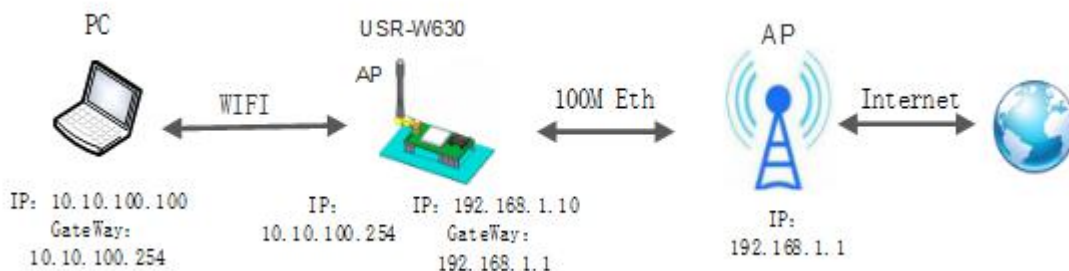 PC
USR-W630
AP
AP
WIFI
100M Eth
Internet
IP: 10.10.100.100
GateWay:
10.10.100.254
IP:
10.10.100.254
IP: 192.168.1.10
GateWay:
192.168.1.1
IP:
192.168.1.1